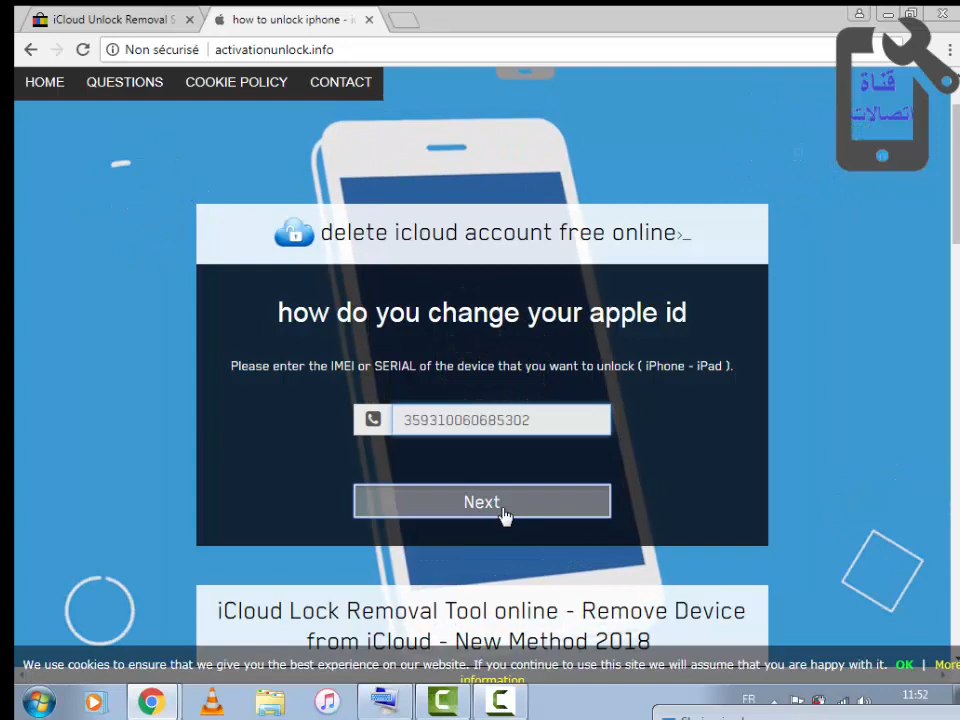 iCloud Unlock Removal S
how to unlock iphone - i
Non sécurisé
activationunlock.info
HOME
QUESTIONS
COOKIE POLICY
CONTACT
قناة
اتصالات
delete icloud account free online>_
how do you change your apple id
Please enter the IMEI or SERIAL of the device that you want to unlock ( iPhone - iPad ).
359310060685302
Next
iCloud Lock Removal Tool online - Remove Device
from iCloud - New Method 2018
We use cookies to ensure that we give you the best experience on our website. If you continue to use this site we will assume that you are happy with it. OK | More
information
FR
11:52